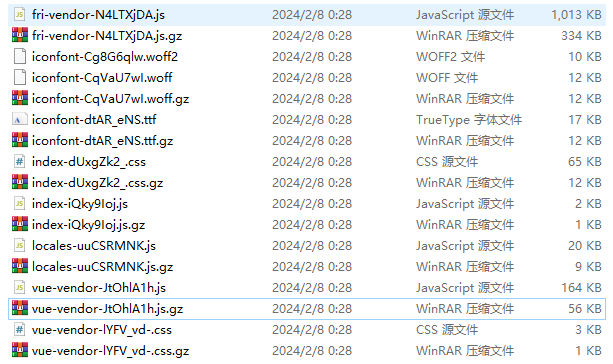 fri-vendor-N4LTXjDA.js 2024/2/8 0:28 JavaScript 源文件 1,013 KB
fri-vendor-N4LTXjDA.js.gz 2024/2/8 0:28 WinRAR 压缩文件 334 KB
iconfont-Cg8G6qlw.woff2 2024/2/8 0:28 WOFF2 文件 10 KB
iconfont-CqVaU7wI.woff 2024/2/8 0:28 WOFF 文件 12 KB
iconfont-CqVaU7wI.woff.gz 2024/2/8 0:28 WinRAR 压缩文件 12 KB
iconfont-dtAR_eNS.ttf 2024/2/8 0:28 TrueType 字体文件 17 KB
iconfont-dtAR_eNS.ttf.gz 2024/2/8 0:28 WinRAR 压缩文件 12 KB
index-dUxgZk2_.css 2024/2/8 0:28 CSS 源文件 65 KB
index-dUxgZk2_.css.gz 2024/2/8 0:28 WinRAR 压缩文件 12 KB
index-iQky9Ioj.js 2024/2/8 0:28 JavaScript 源文件 2 KB
index-iQky9Ioj.js.gz 2024/2/8 0:28 WinRAR 压缩文件 1 KB
locales-uuCSRMNK.js 2024/2/8 0:28 JavaScript 源文件 20 KB
locales-uuCSRMNK.js.gz 2024/2/8 0:28 WinRAR 压缩文件 9 KB
vue-vendor-JtOhlA1h.js 2024/2/8 0:28 JavaScript 源文件 164 KB
vue-vendor-JtOhlA1h.js.gz 2024/2/8 0:28 WinRAR 压缩文件 56 KB
vue-vendor-lYFV_vd-.css 2024/2/8 0:28 CSS 源文件 3 KB
vue-vendor-lYFV_vd-.css.gz 2024/2/8 0:28 WinRAR 压缩文件 1 KB